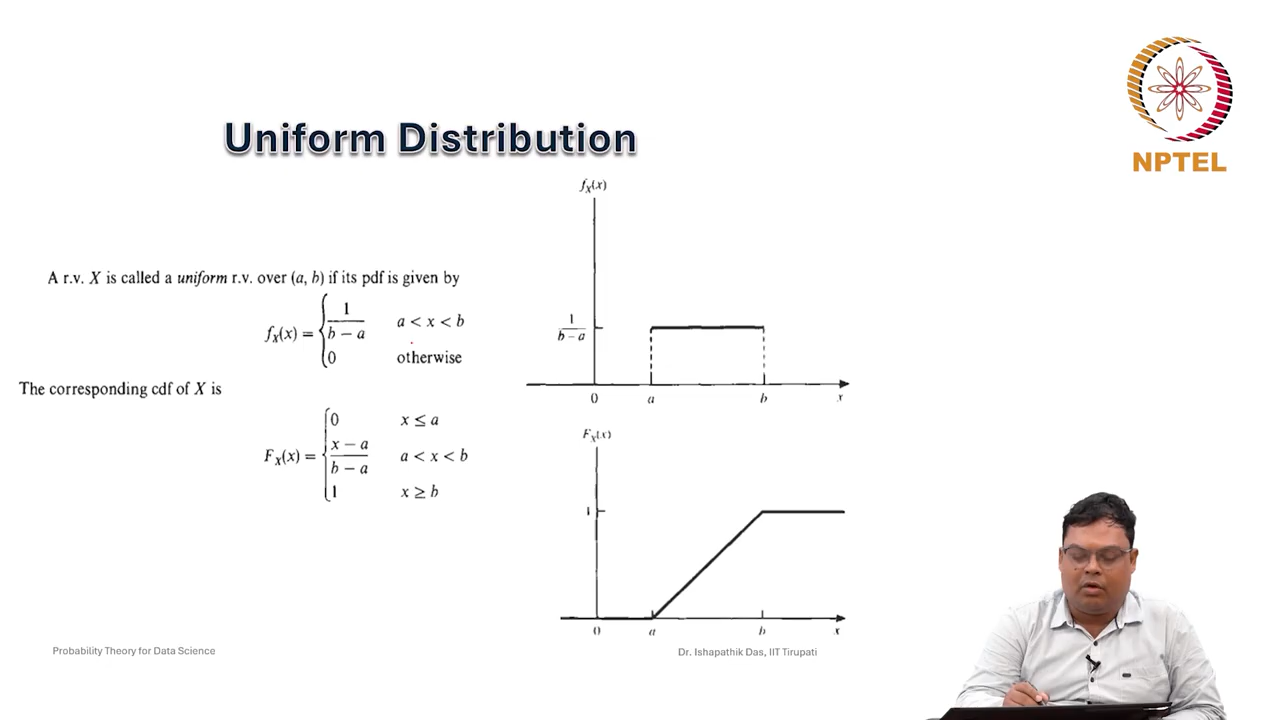 NPTEL
Uniform Distribution
A r.v. X is called a uniform r.v. over (a, b) if its pdf is given by
f_X(x) = { 1/(b − a)   a < x < b
0   otherwise
The corresponding cdf of X is
F_X(x) = { 0   x ≤ a
(x − a)/(b − a)   a < x < b
1   x ≥ b
f_X(x)
1/(b − a)
0 a b x
F_X(x)
1
0 a b x
Probability Theory for Data Science
Dr. Ishapathik Das, IIT Tirupati